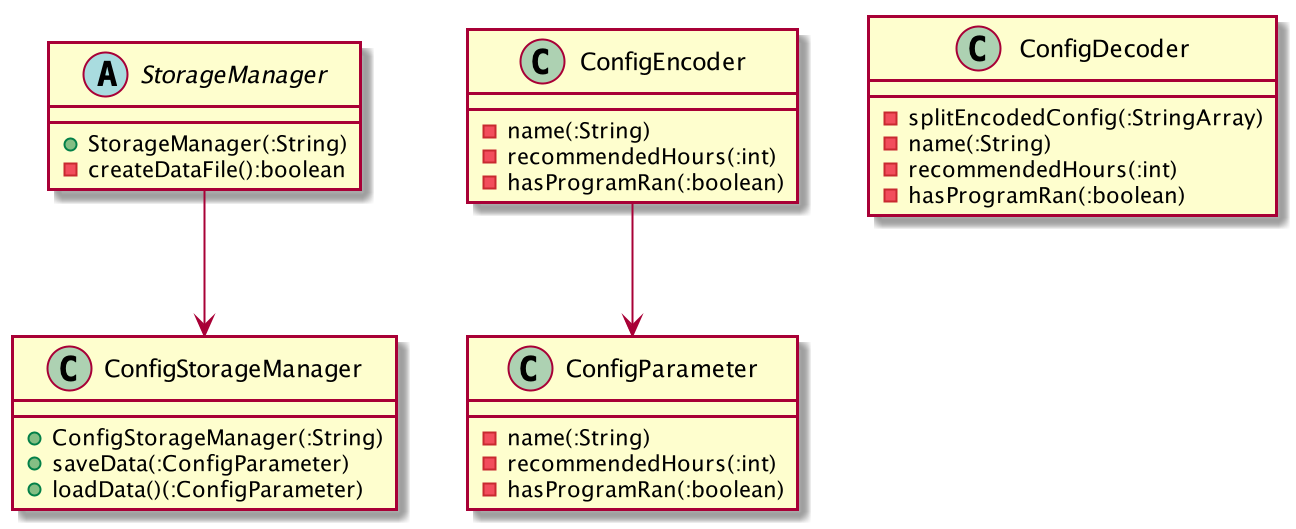 A StorageManager
StorageManager(:String)
createDataFile():boolean
C ConfigEncoder
name(:String)
recommendedHours(:int)
hasProgramRan(:boolean)
C ConfigDecoder
splitEncodedConfig(:StringArray)
name(:String)
recommendedHours(:int)
hasProgramRan(:boolean)
C ConfigStorageManager
ConfigStorageManager(:String)
saveData(:ConfigParameter)
loadData()(:ConfigParameter)
C ConfigParameter
name(:String)
recommendedHours(:int)
hasProgramRan(:boolean)